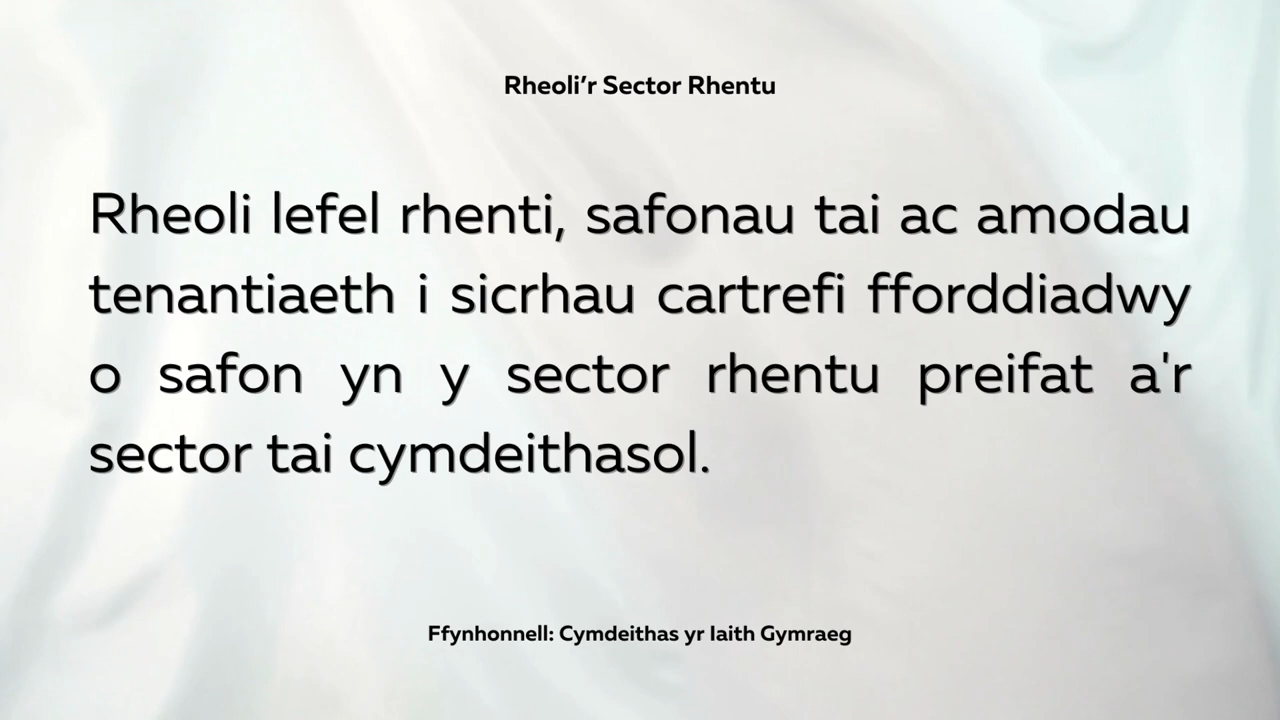 Rheoli’r Sector Rhentu
Rheoli lefel rhenti, safonau tai ac amodau
tenantiaeth i sicrhau cartrefi fforddiadwy
o safon yn y sector rhentu preifat a'r
sector tai cymdeithasol.
Ffynhonnell: Cymdeithas yr Iaith Gymraeg